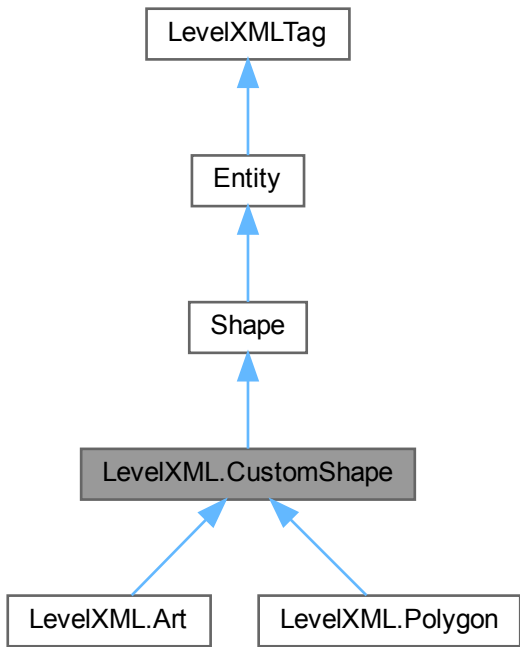 LevelXMLTag
Entity
Shape
LevelXML.CustomShape
LevelXML.Art
LevelXML.Polygon